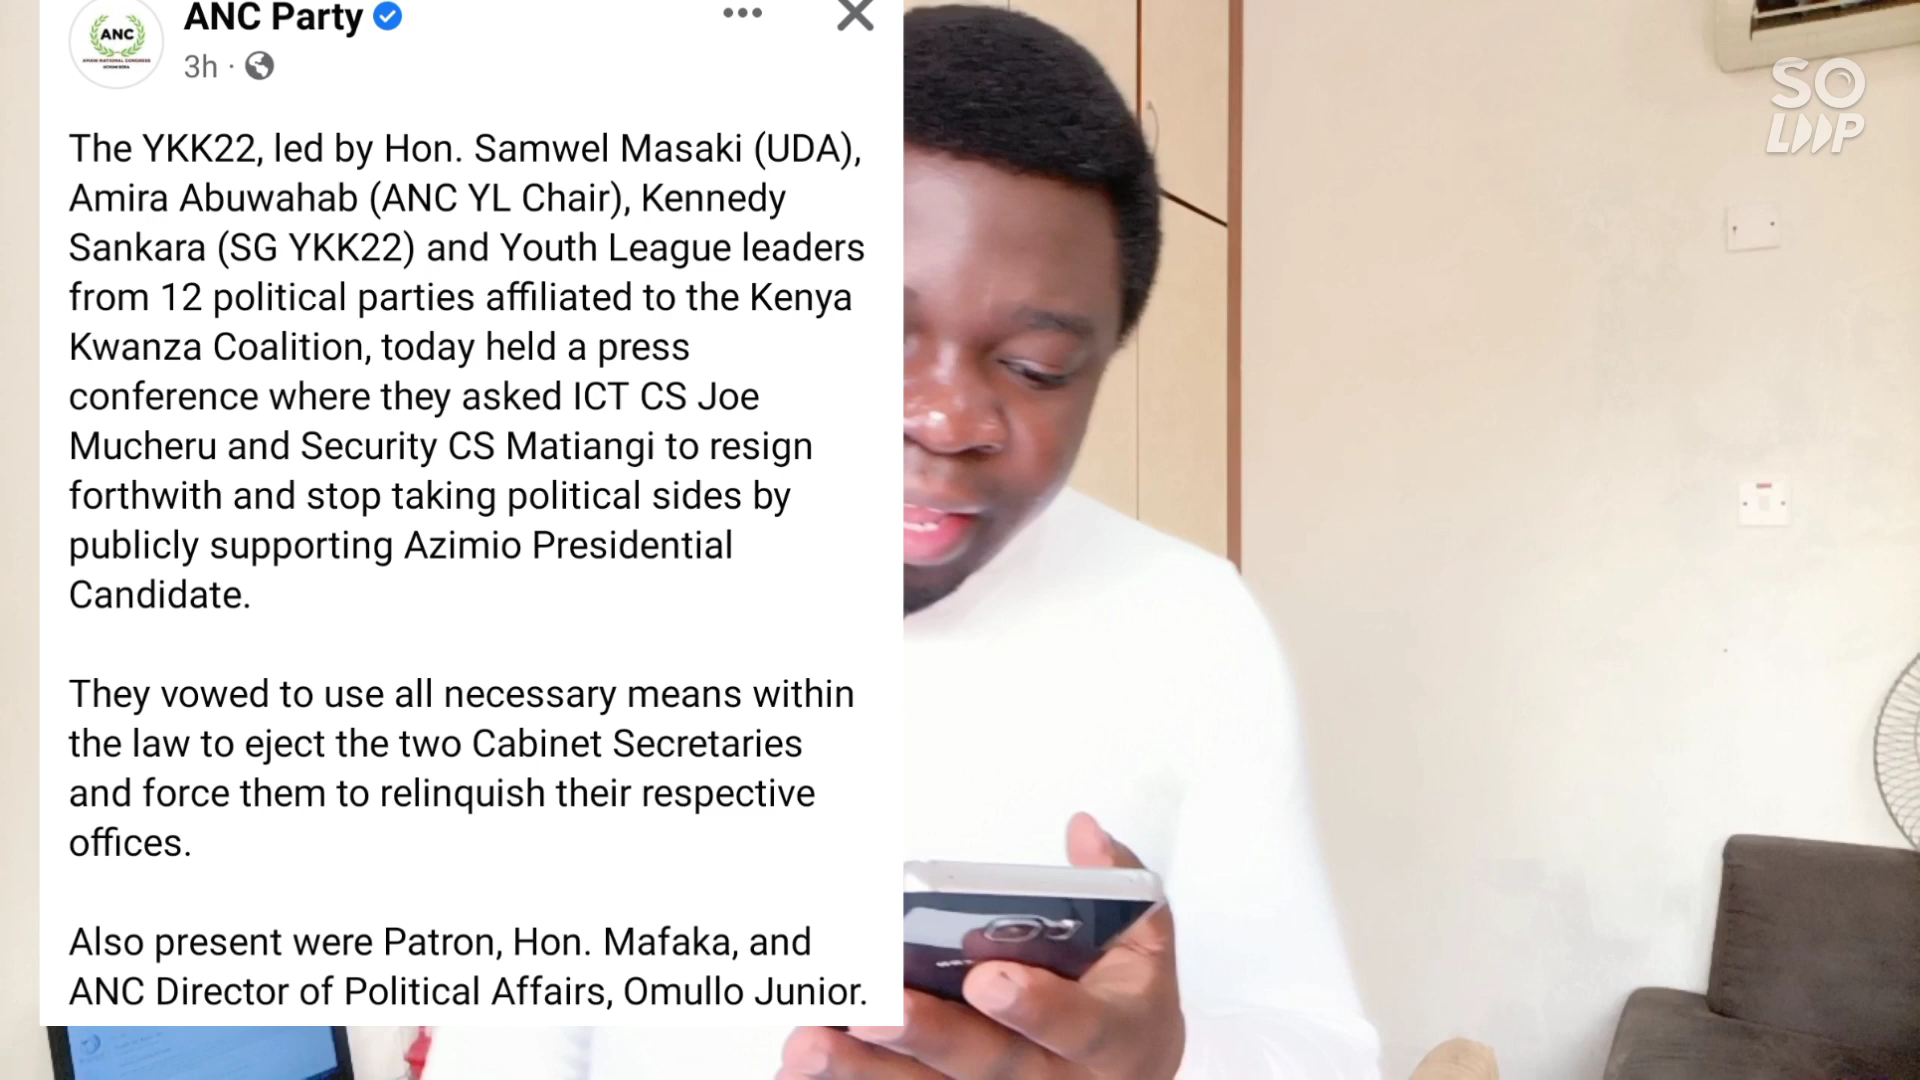 ANC Party
3h
ANC
The YKK22, led by Hon. Samwel Masaki (UDA),
Amira Abuwahab (ANC YL Chair), Kennedy
Sankara (SG YKK22) and Youth League leaders
from 12 political parties affiliated to the Kenya
Kwanza Coalition, today held a press
conference where they asked ICT CS Joe
Mucheru and Security CS Matiangi to resign
forthwith and stop taking political sides by
publicly supporting Azimio Presidential
Candidate.
They vowed to use all necessary means within
the law to eject the two Cabinet Secretaries
and force them to relinquish their respective
offices.
Also present were Patron, Hon. Mafaka, and
ANC Director of Political Affairs, Omullo Junior.
SO
LOOP